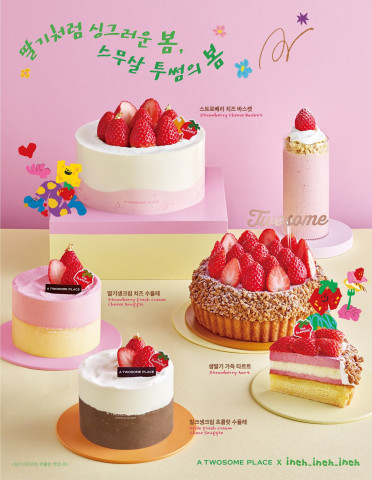 딸기처럼 싱그러운 봄,
스무살 투썸의 봄
스트로베리 치즈 바스켓
Strawberry Cheese Basket
A TWOSOME PLACE
Twosome
딸기생크림 치즈 수플레
Strawberry Fresh Cream
Cheese Souffle
A TWOSOME PLACE
생딸기 가득 타르트
Strawberry Tart
A TWOSOME PLACE
밀크생크림 초콜릿 수플레
Milk Fresh Cream
Choco Souffle
A TWOSOME PLACE X inch_inch_inch